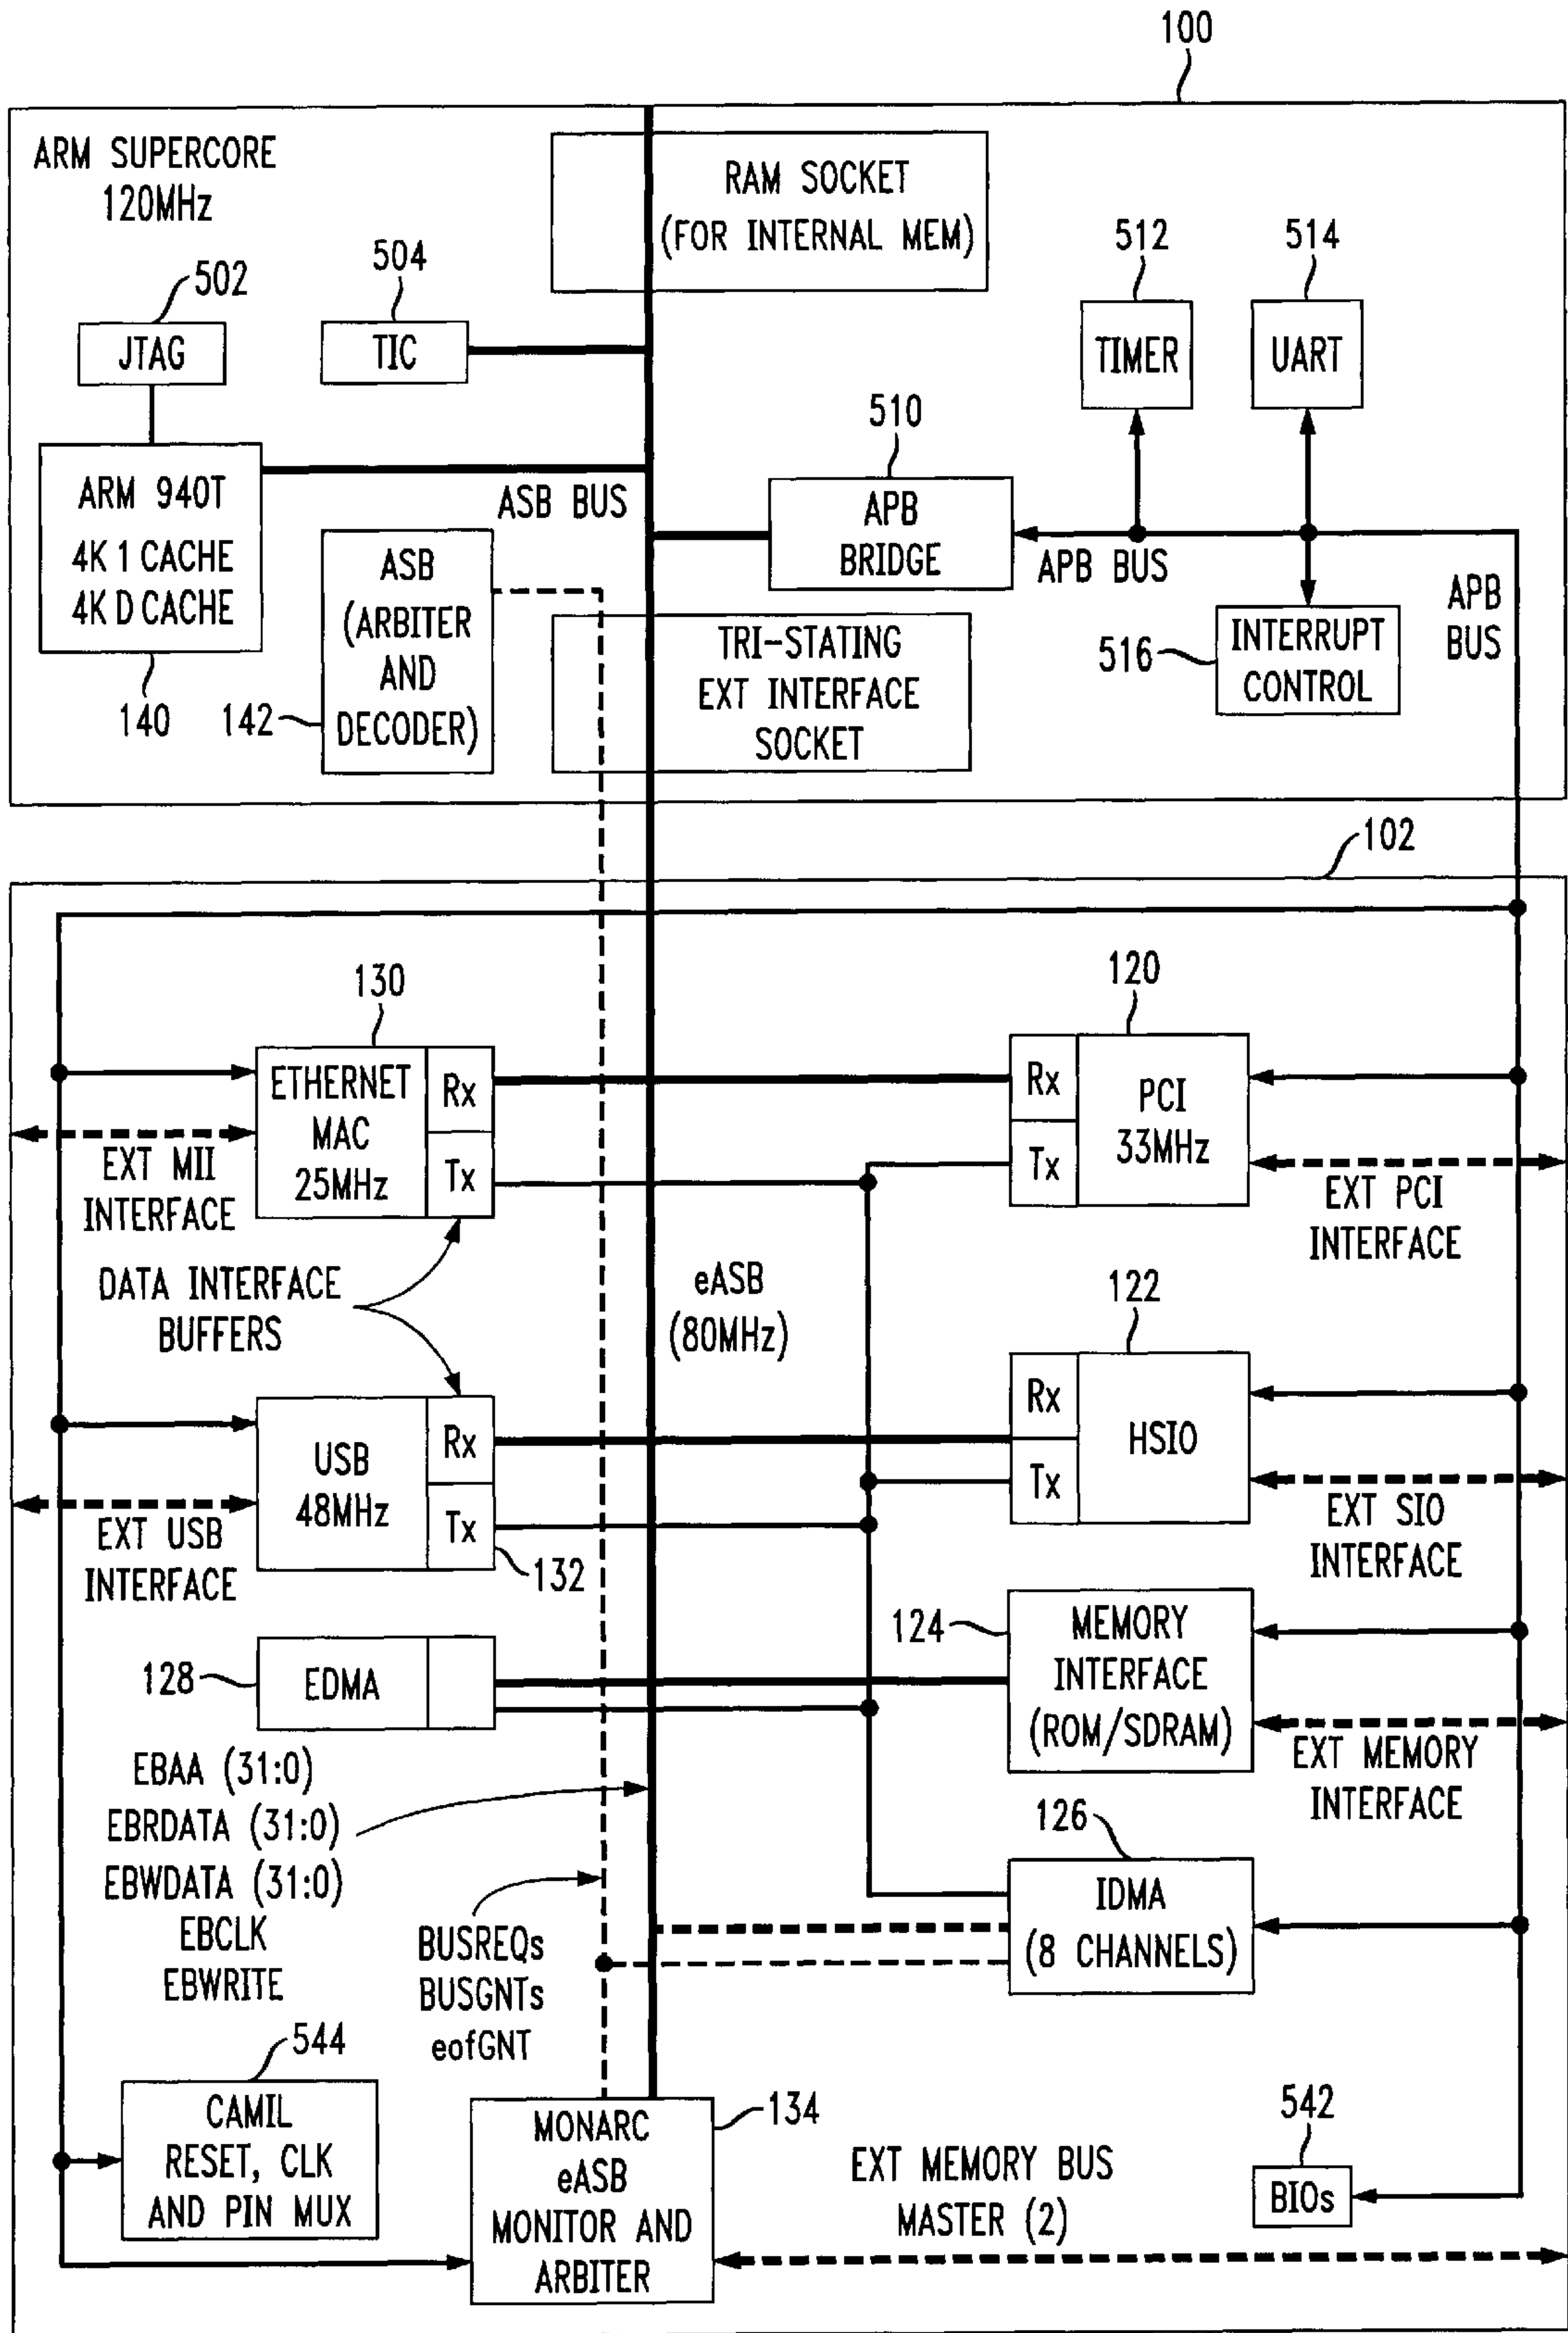 100
ARM SUPERCORE
120MHz
RAM SOCKET
(FOR INTERNAL MEM)
502
504
512
514
JTAG
TIC
TIMER
UART
510
ARM 940T
4K 1 CACHE
4K D CACHE
ASB BUS
APB
BRIDGE
APB BUS
APB
BUS
ASB
(ARBITER
AND
DECODER)
TRI-STATING
EXT INTERFACE
SOCKET
516
INTERRUPT
CONTROL
140
142
102
130
120
ETHERNET
MAC
25MHz
Rx
Tx
Rx
Tx
PCI
33MHz
EXT MII
INTERFACE
EXT PCI
INTERFACE
DATA INTERFACE
BUFFERS
eASB
(80MHz)
122
USB
48MHz
Rx
Tx
Rx
Tx
HSIO
EXT USB
INTERFACE
132
EXT SIO
INTERFACE
128
EDMA
124
MEMORY
INTERFACE
(ROM/SDRAM)
EXT MEMORY
INTERFACE
EBAA (31:0)
EBRDATA (31:0)
EBWDATA (31:0)
EBCLK
EBWRITE
126
IDMA
(8 CHANNELS)
BUSREQs
BUSGNTs
eofGNT
544
CAMIL
RESET, CLK
AND PIN MUX
134
MONARC
eASB
MONITOR AND
ARBITER
EXT MEMORY BUS
MASTER (2)
542
BIOs